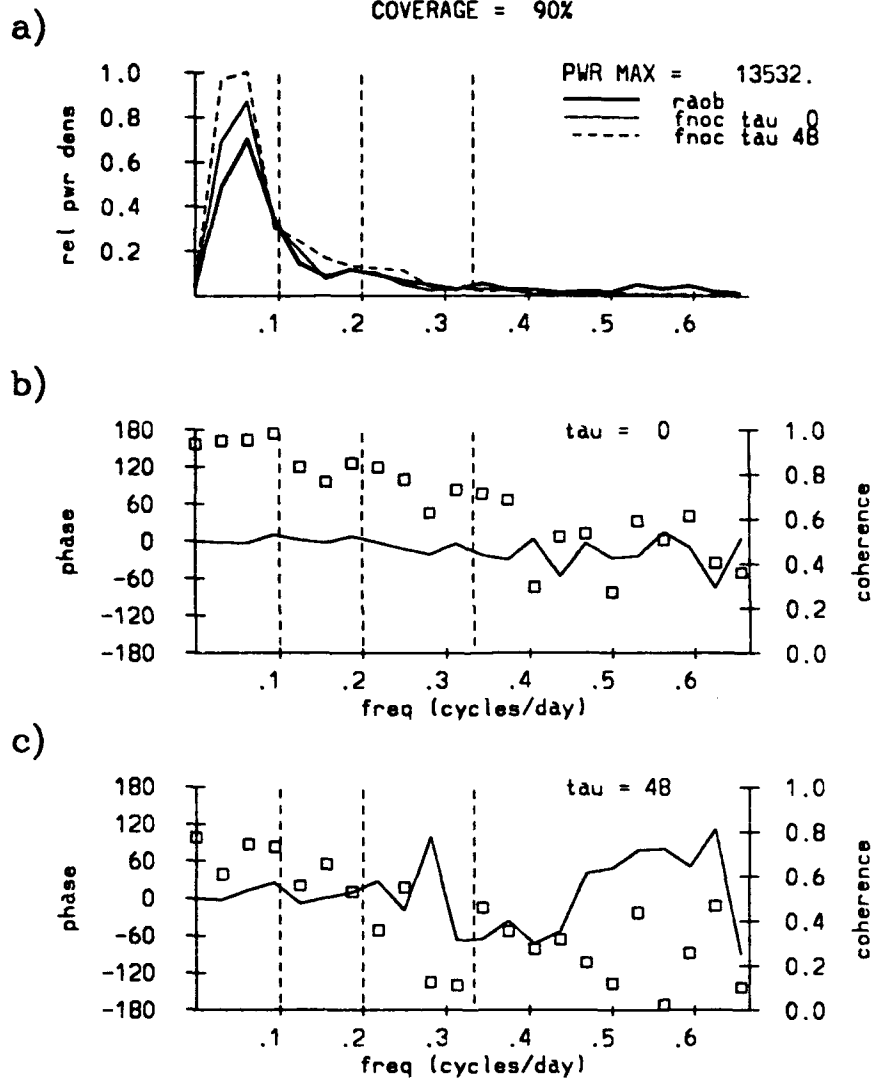 COVERAGE = 90%
a)
PWR MAX = 13532.
raob
fnoc tau 0
fnoc tau 48
rel pwr dens
1.0
0.8
0.6
0.4
0.2
.1 .2 .3 .4 .5 .6
b)
tau = 0
phase
180
120
60
0
-60
-120
-180
1.0
0.8
0.6
0.4
0.2
0.0
coherence
.1 .2 .3 .4 .5 .6
freq (cycles/day)
c)
tau = 48
phase
180
120
60
0
-60
-120
-180
1.0
0.8
0.6
0.4
0.2
0.0
coherence
.1 .2 .3 .4 .5 .6
freq (cycles/day)